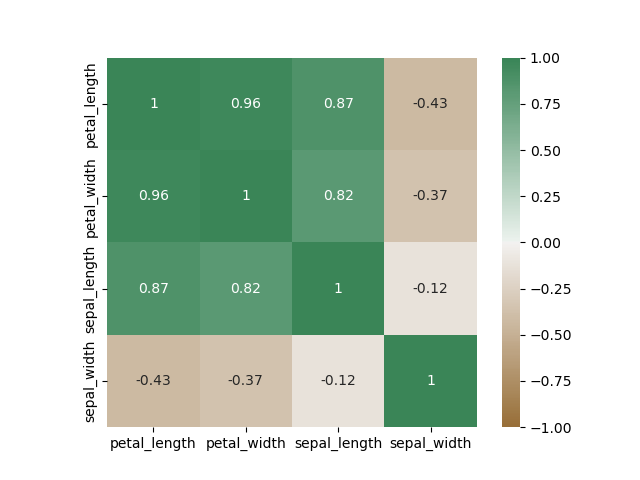 petal_length 1 0.96 0.87 -0.43
petal_width 0.96 1 0.82 -0.37
sepal_length 0.87 0.82 1 -0.12
sepal_width -0.43 -0.37 -0.12 1
petal_length petal_width sepal_length sepal_width
1.00
0.75
0.50
0.25
0.00
−0.25
−0.50
−0.75
−1.00